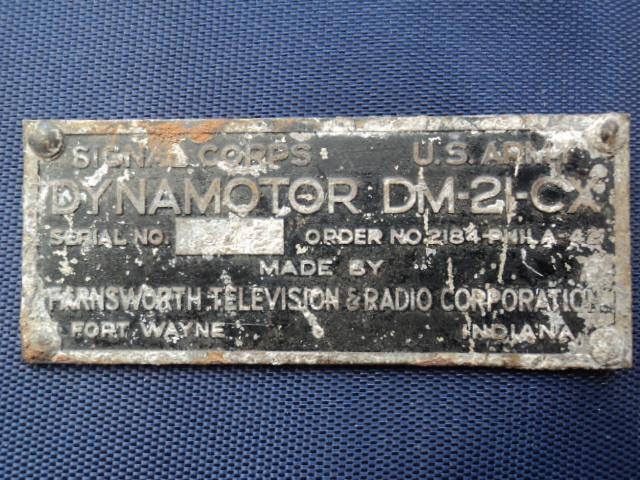 SIGNAL CORPS U.S. ARMY
DYNAMOTOR DM-21-CX
SERIAL NO. ORDER NO. 2184-PHILA-42
MADE BY
FARNSWORTH TELEVISION & RADIO CORPORATION
FORT WAYNE INDIANA